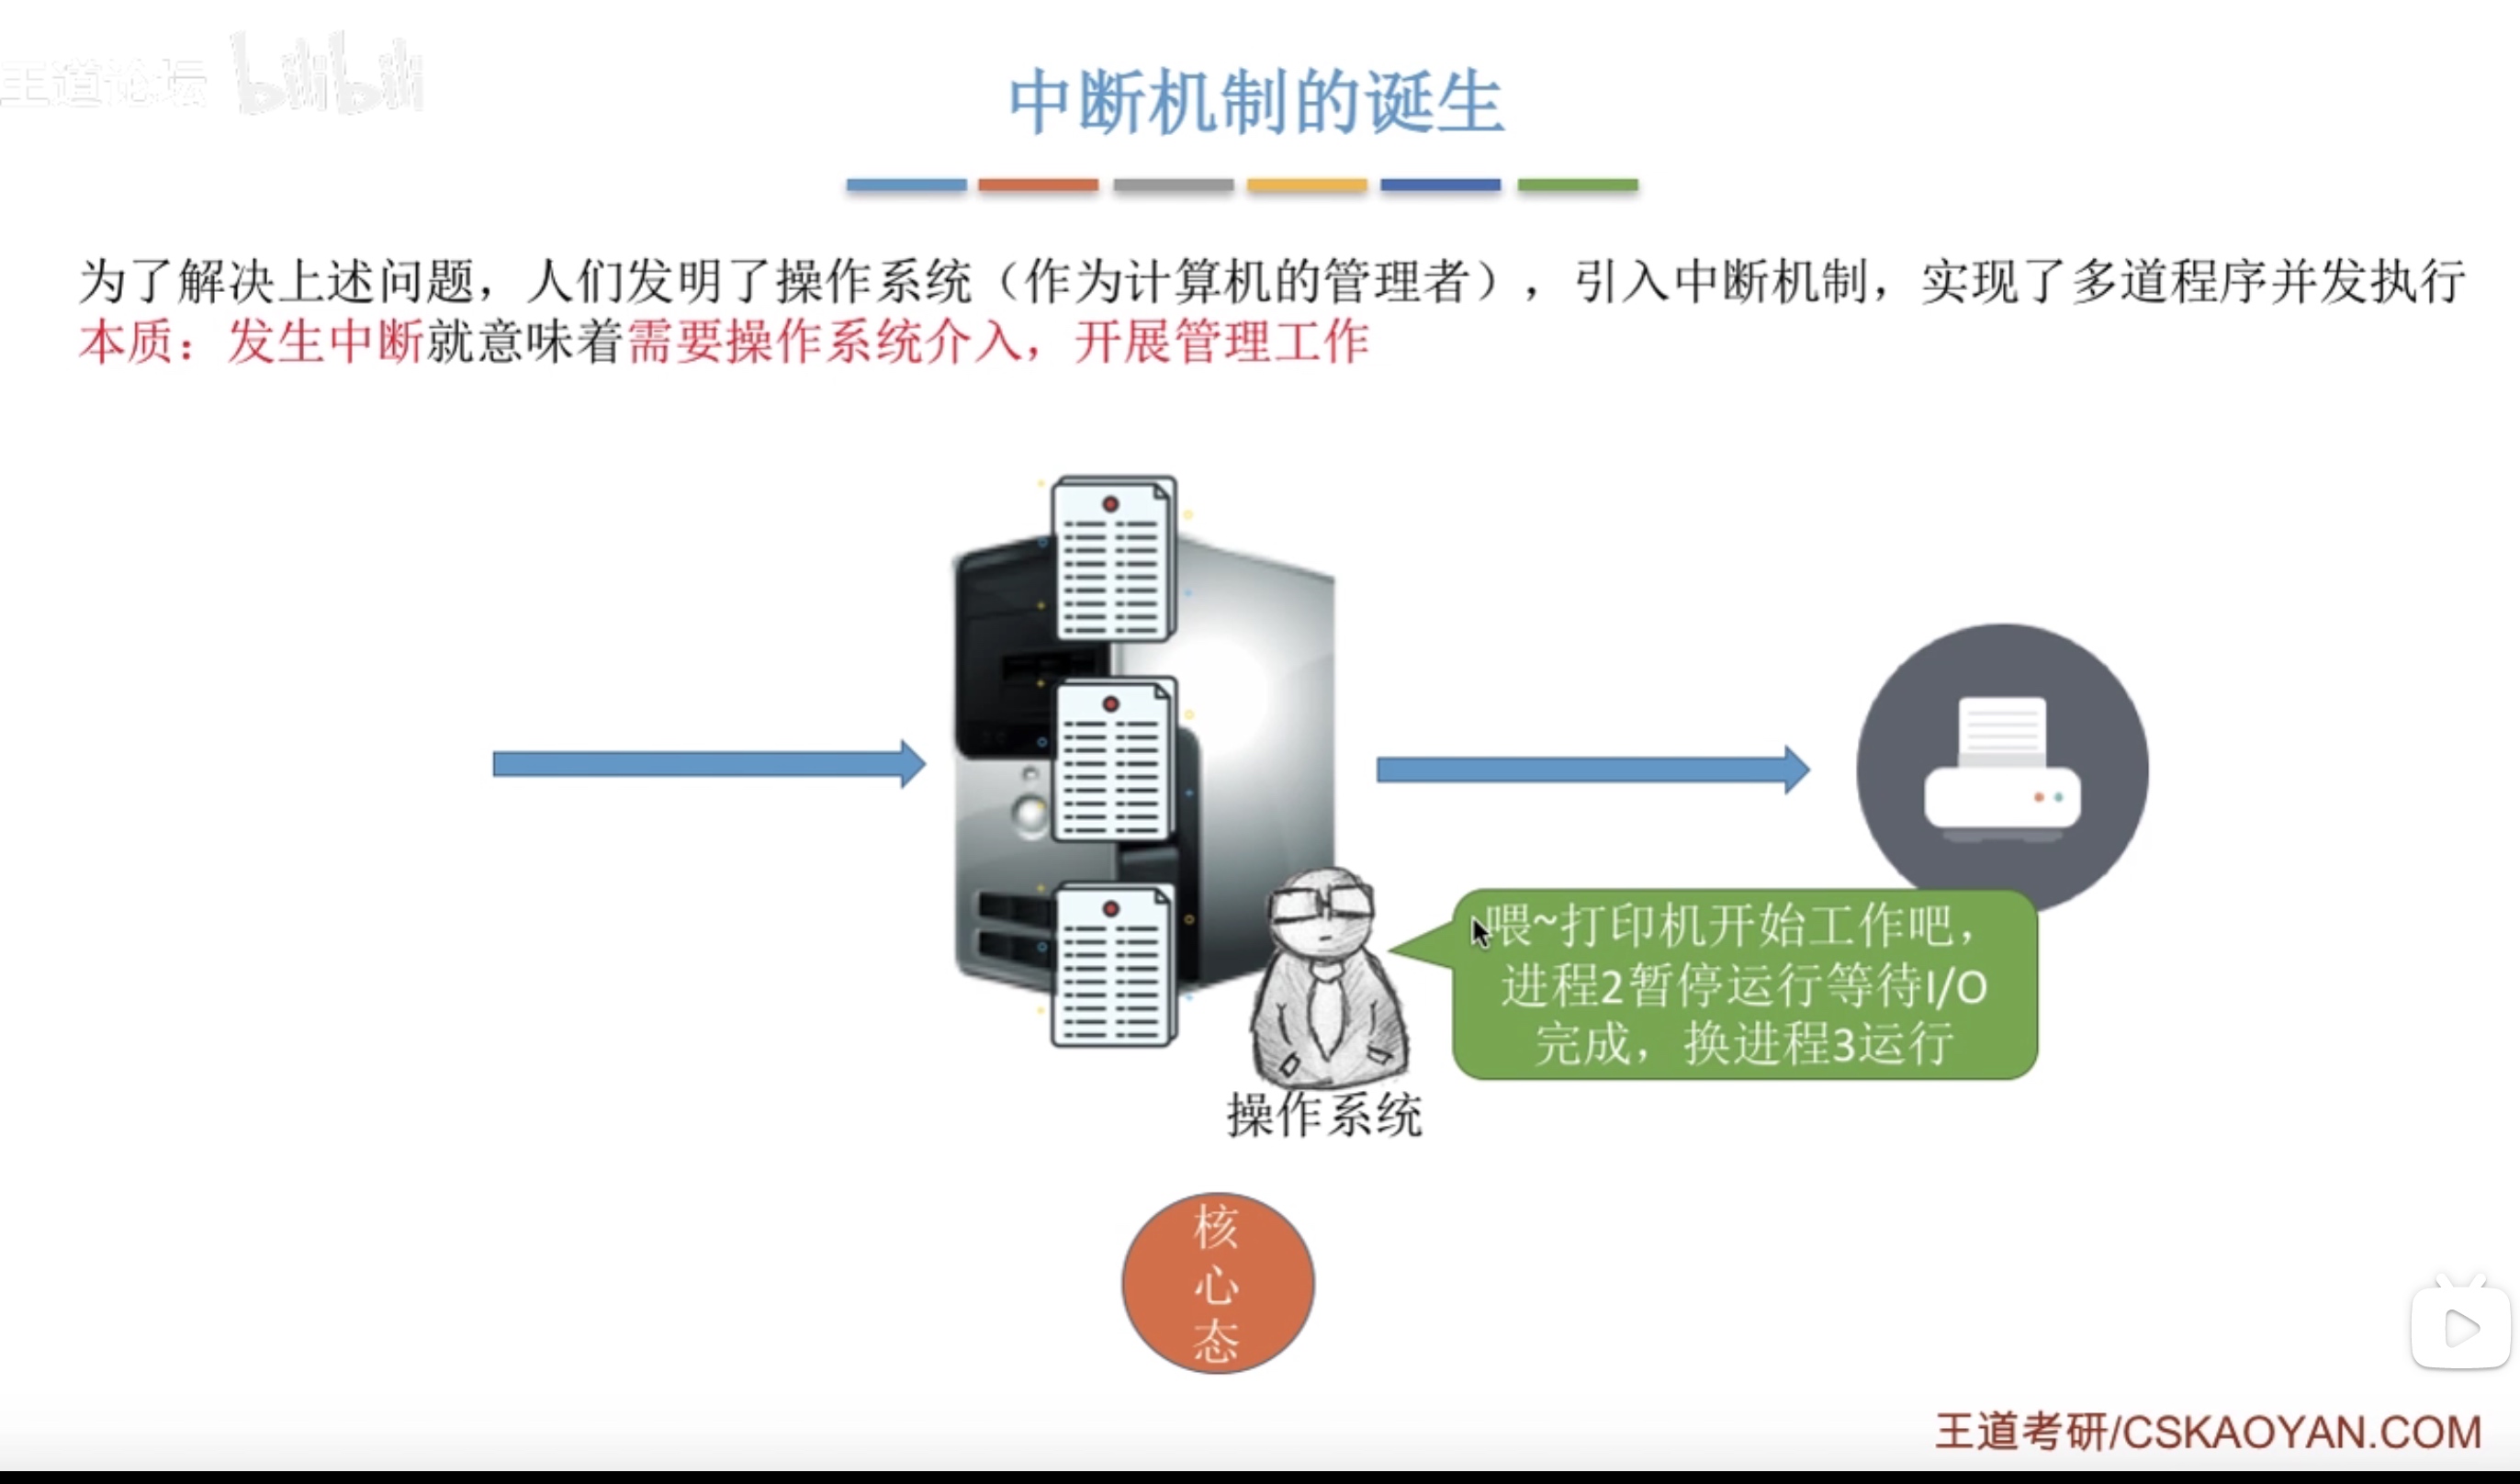 王道论坛 bilibili
中断机制的诞生
为了解决上述问题，人们发明了操作系统（作为计算机的管理者），引入中断机制，实现了多道程序并发执行
本质：发生中断就意味着需要操作系统介入，开展管理工作
喂~打印机开始工作吧，
进程2暂停运行等待I/O
完成，换进程3运行
操作系统
核
心
态
王道考研/CSKAOYAN.COM